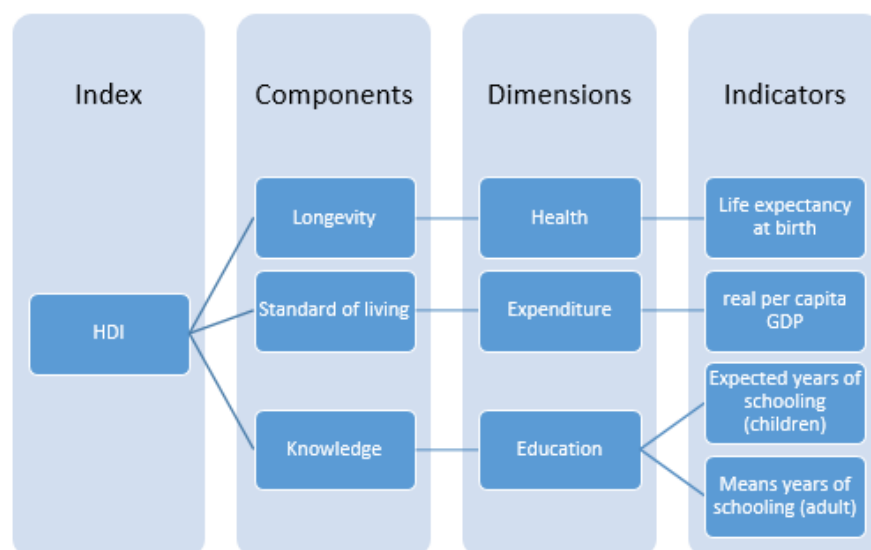 Index
Components
Dimensions
Indicators
Longevity
Health
Life expectancy
at birth
HDI
Standard of living
Expenditure
real per capita
GDP
Knowledge
Education
Expected years of
schooling
(children)
Means years of
schooling (adult)